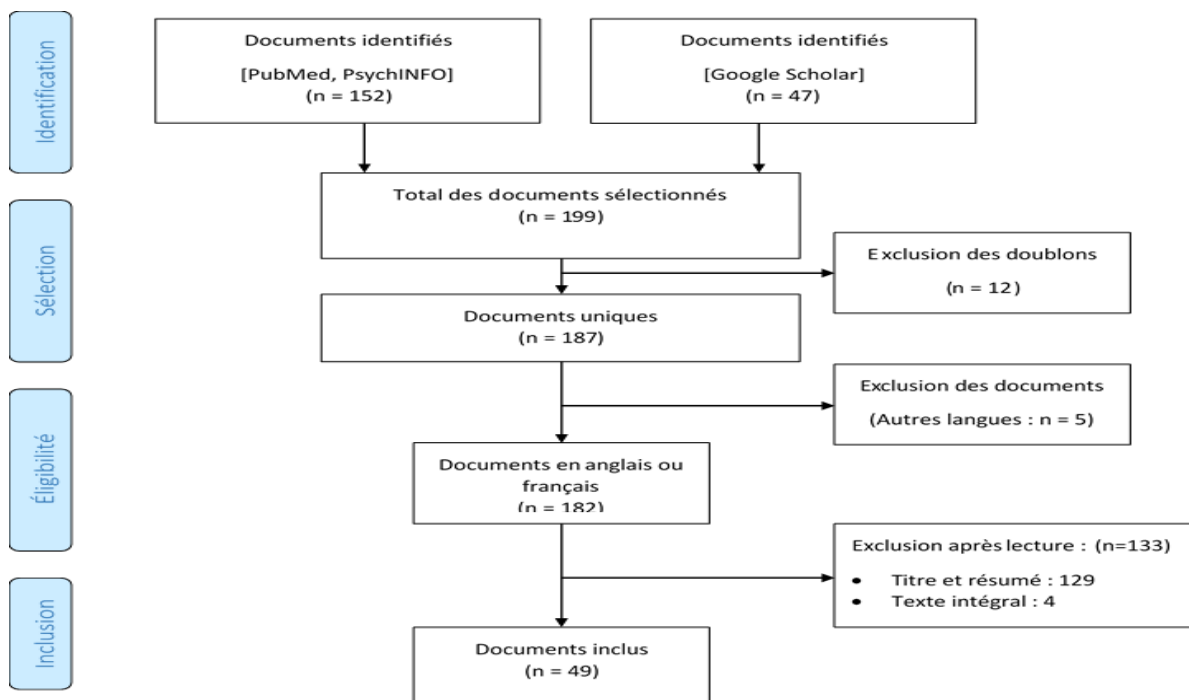 Identification
Documents identifiés
[PubMed, PsychINFO]
(n = 152)
Documents identifiés
[Google Scholar]
(n = 47)
Total des documents sélectionnés
(n = 199)
Sélection
Exclusion des doublons
(n = 12)
Documents uniques
(n = 187)
Éligibilité
Exclusion des documents
(Autres langues : n = 5)
Documents en anglais ou
français
(n = 182)
Exclusion après lecture : (n=133)
• Titre et résumé : 129
• Texte intégral : 4
Inclusion
Documents inclus
(n = 49)